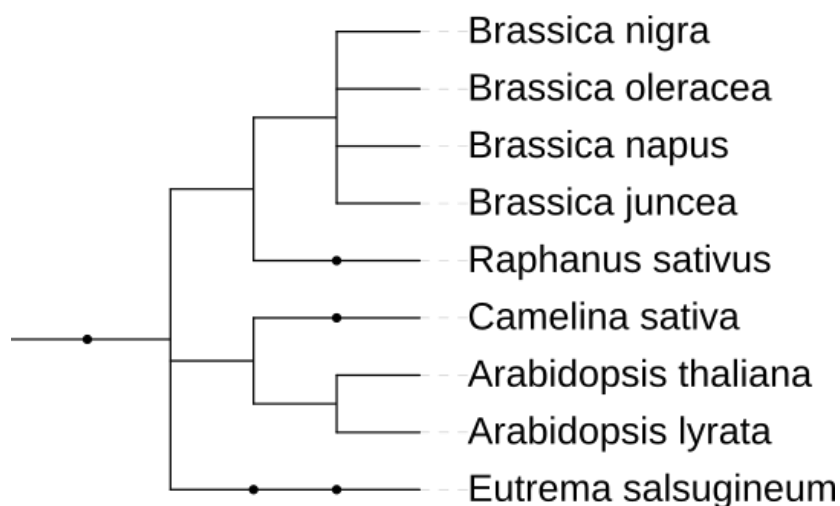 Brassica nigra
Brassica oleracea
Brassica napus
Brassica juncea
Raphanus sativus
Camelina sativa
Arabidopsis thaliana
Arabidopsis lyrata
Eutrema salsugineum